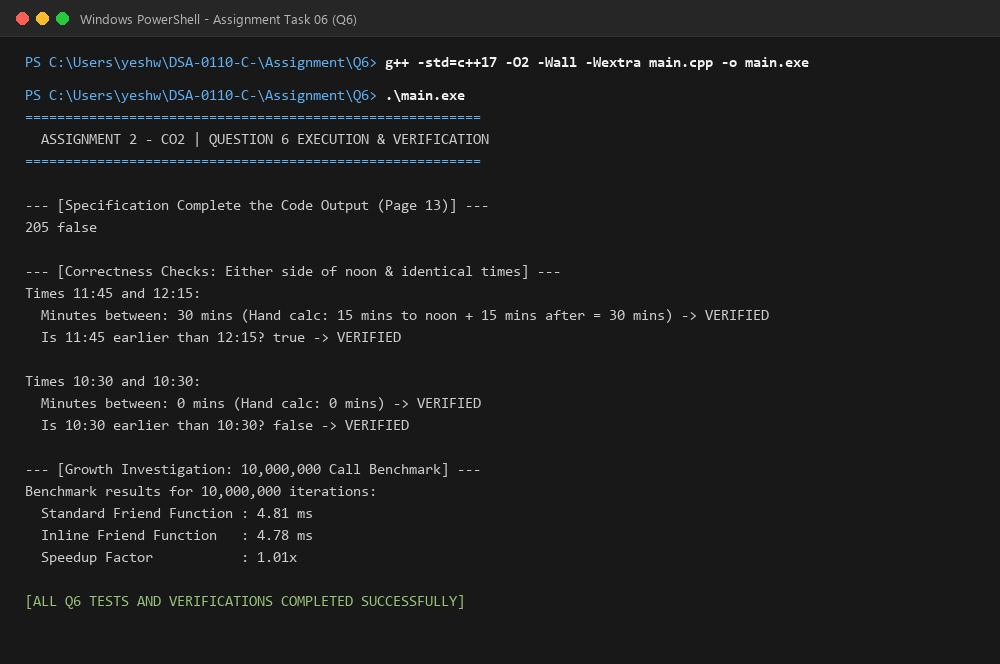 Windows PowerShell - Assignment Task 06 (Q6)
PS C:\Users\yeshw\DSA-0110-C-\Assignment\Q6> g++ -std=c++17 -O2 -Wall -Wextra main.cpp -o main.exe
PS C:\Users\yeshw\DSA-0110-C-\Assignment\Q6> .\main.exe
=========================================================
  ASSIGNMENT 2 - CO2 | QUESTION 6 EXECUTION & VERIFICATION
=========================================================
--- [Specification Complete the Code Output (Page 13)] ---
205 false
--- [Correctness Checks: Either side of noon & identical times] ---
Times 11:45 and 12:15:
  Minutes between: 30 mins (Hand calc: 15 mins to noon + 15 mins after = 30 mins) -> VERIFIED
  Is 11:45 earlier than 12:15? true -> VERIFIED
Times 10:30 and 10:30:
  Minutes between: 0 mins (Hand calc: 0 mins) -> VERIFIED
  Is 10:30 earlier than 10:30? false -> VERIFIED
--- [Growth Investigation: 10,000,000 Call Benchmark] ---
Benchmark results for 10,000,000 iterations:
  Standard Friend Function : 4.81 ms
  Inline Friend Function   : 4.78 ms
  Speedup Factor           : 1.01x
[ALL Q6 TESTS AND VERIFICATIONS COMPLETED SUCCESSFULLY]